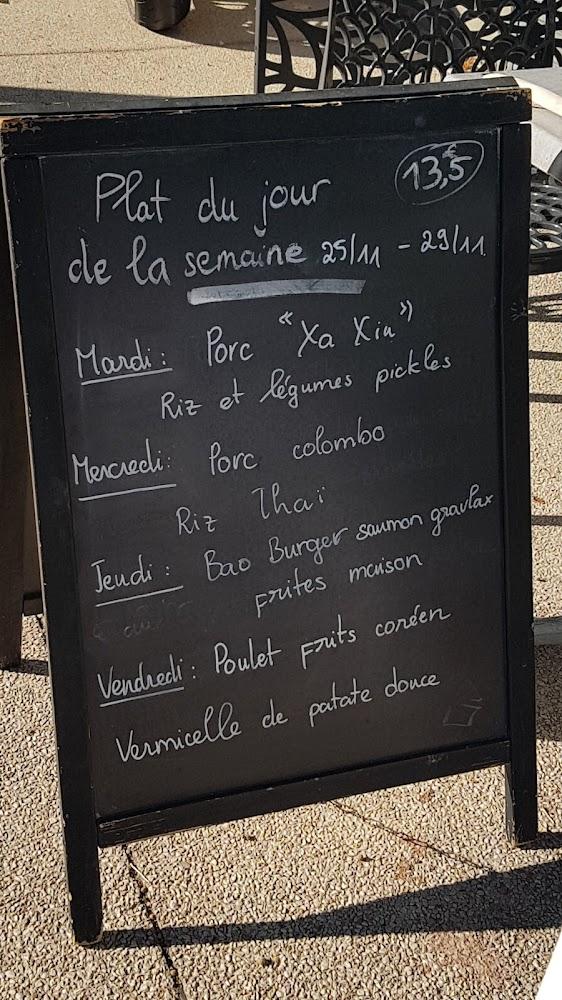 Plat du jour
13,5€
de la semaine 25/11 - 29/11
Mardi : Porc "Xa Xiu"
Riz et légumes pickles
Mercredi : Porc colombo
Riz Thaï
Jeudi : Bao Burger saumon gravlax
Frites maison
Vendredi : Poulet Frits coréen
Vermicelle de patate douce